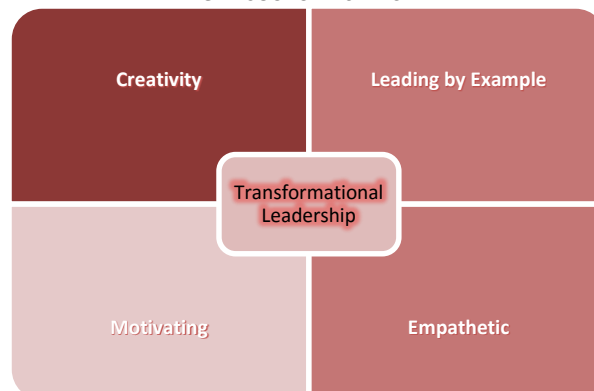 Creativity
Leading by Example
Transformational
Leadership
Motivating
Empathetic